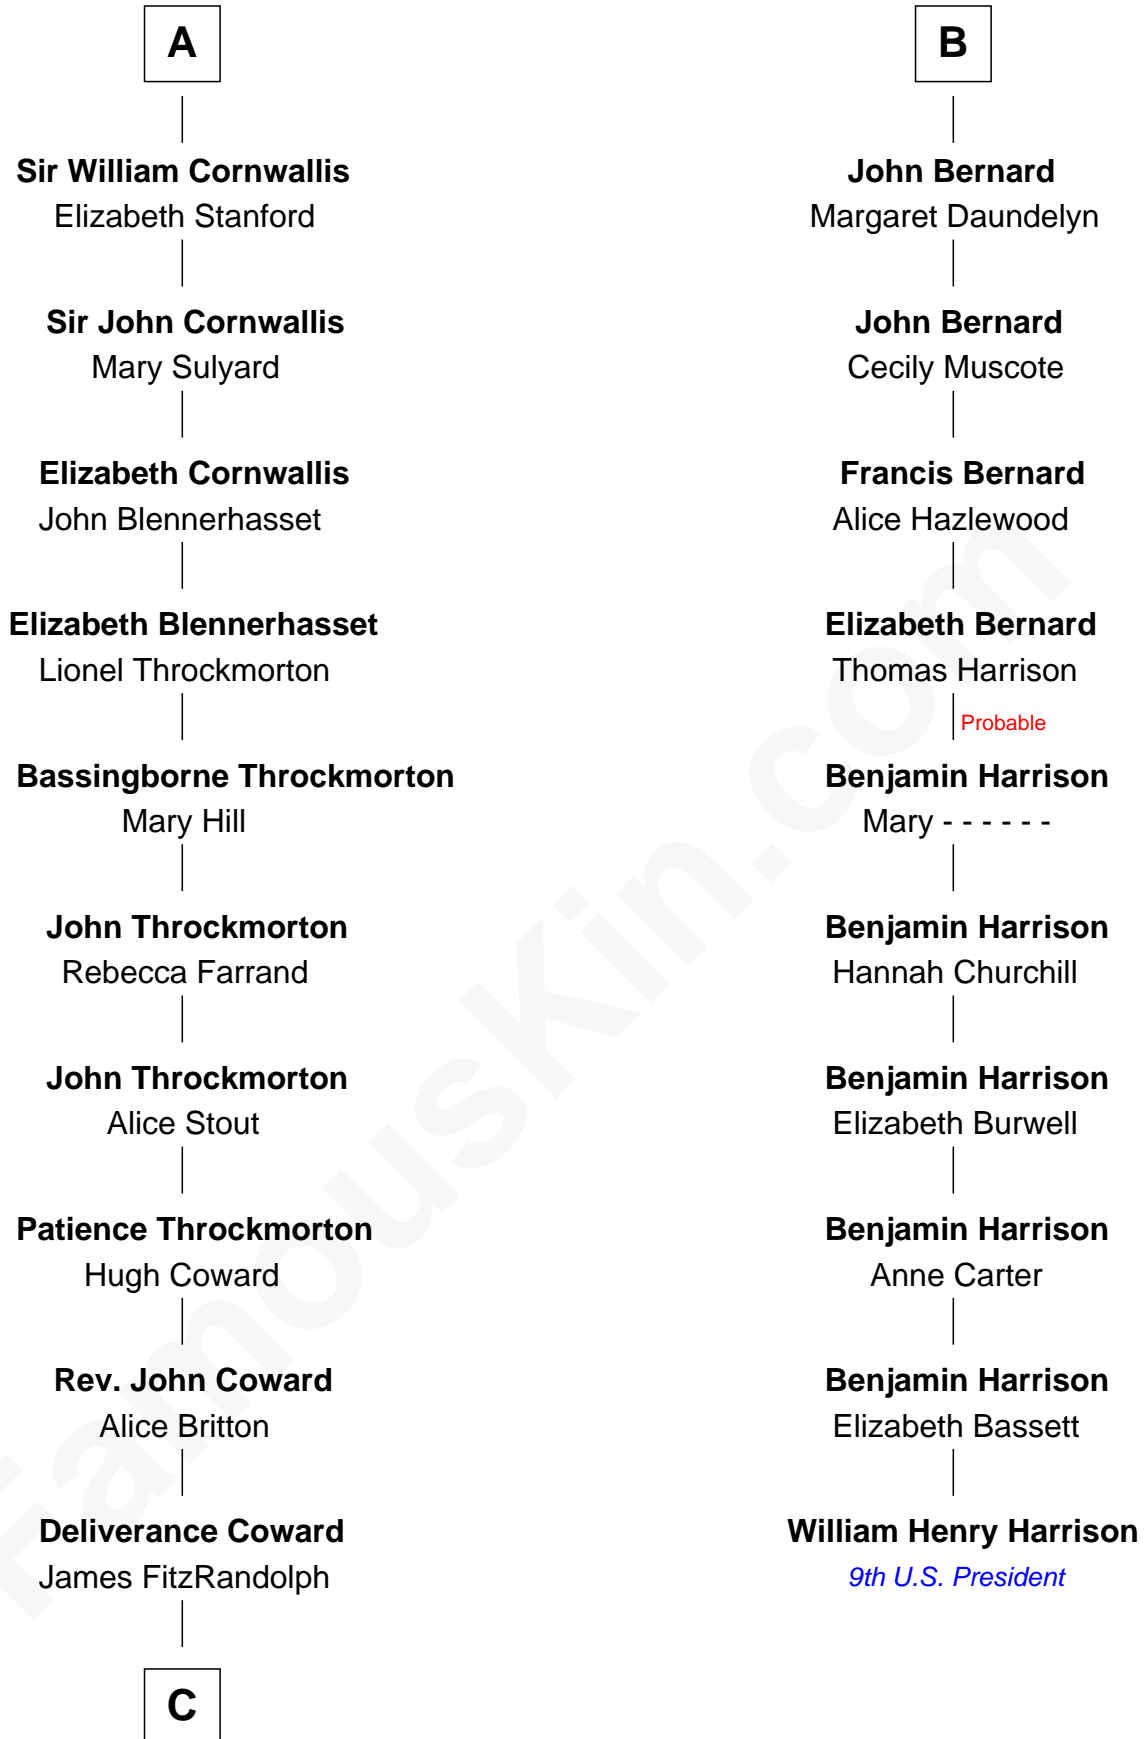 A
Sir William Cornwallis
Elizabeth Stanford
Sir John Cornwallis
Mary Sulyard
Elizabeth Cornwallis
John Blennerhasset
Elizabeth Blennerhasset
Lionel Throckmorton
Bassingborne Throckmorton
Mary Hill
John Throckmorton
Rebecca Farrand
John Throckmorton
Alice Stout
Patience Throckmorton
Hugh Coward
Rev. John Coward
Alice Britton
Deliverance Coward
James FitzRandolph
C
B
John Bernard
Margaret Daundelyn
John Bernard
Cecily Muscote
Francis Bernard
Alice Hazlewood
Elizabeth Bernard
Thomas Harrison
Probable
Benjamin Harrison
Mary - - - - - -
Benjamin Harrison
Hannah Churchill
Benjamin Harrison
Elizabeth Burwell
Benjamin Harrison
Anne Carter
Benjamin Harrison
Elizabeth Bassett
William Henry Harrison
9th U.S. President
FamousKin.com